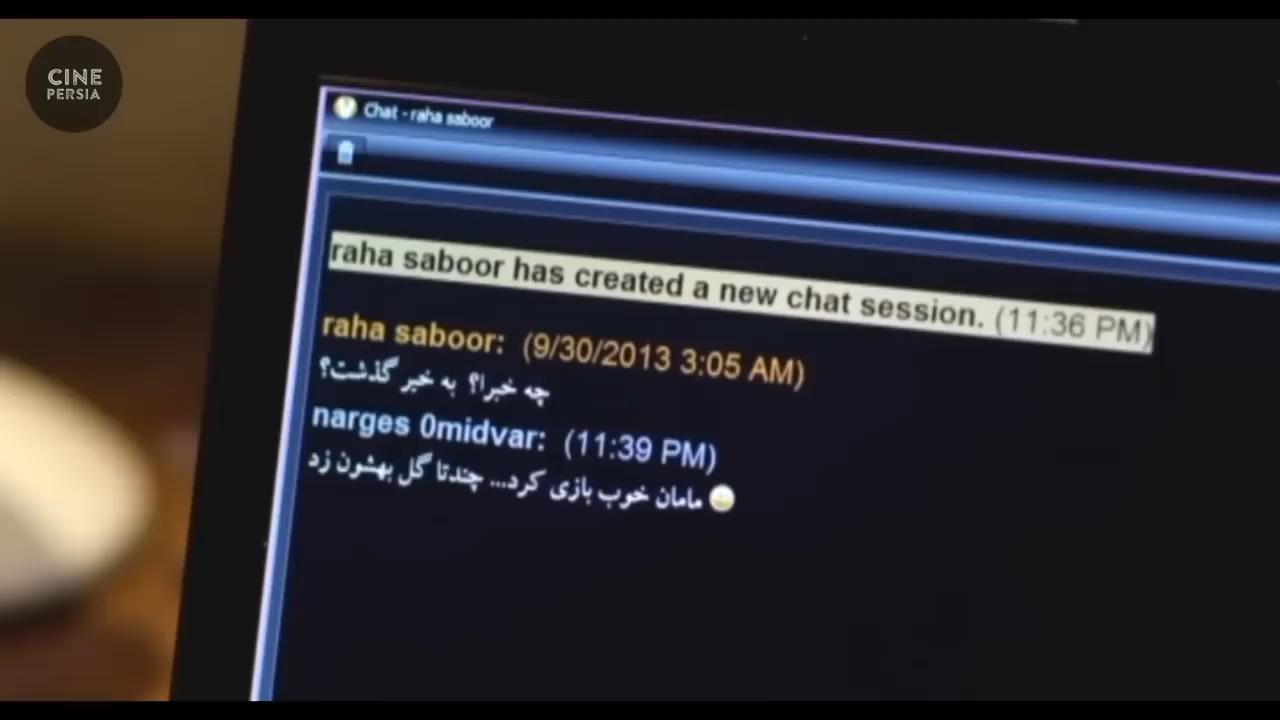 CINE
PERSIA
Chat - raha saboor
raha saboor has created a new chat session. (11:36 PM)
raha saboor: (9/30/2013 3:05 AM)
چه خبرا؟ به خیر گذشت؟
narges 0midvar: (11:39 PM)
مامان خوب بازی کرد... چندتا گل بهشون زد